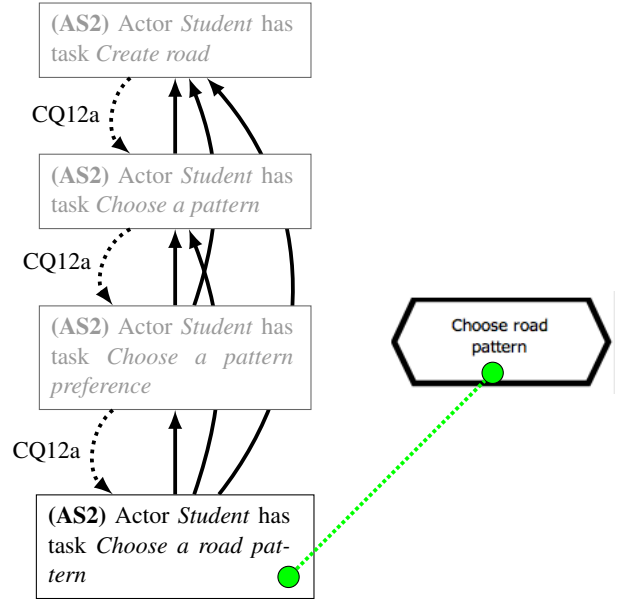 (AS2) Actor Student has
task Create road
CQ12a
(AS2) Actor Student has
task Choose a pattern
CQ12a
(AS2) Actor Student has
task Choose a pattern
preference
Choose road
pattern
CQ12a
(AS2) Actor Student has
task Choose a road pat-
tern